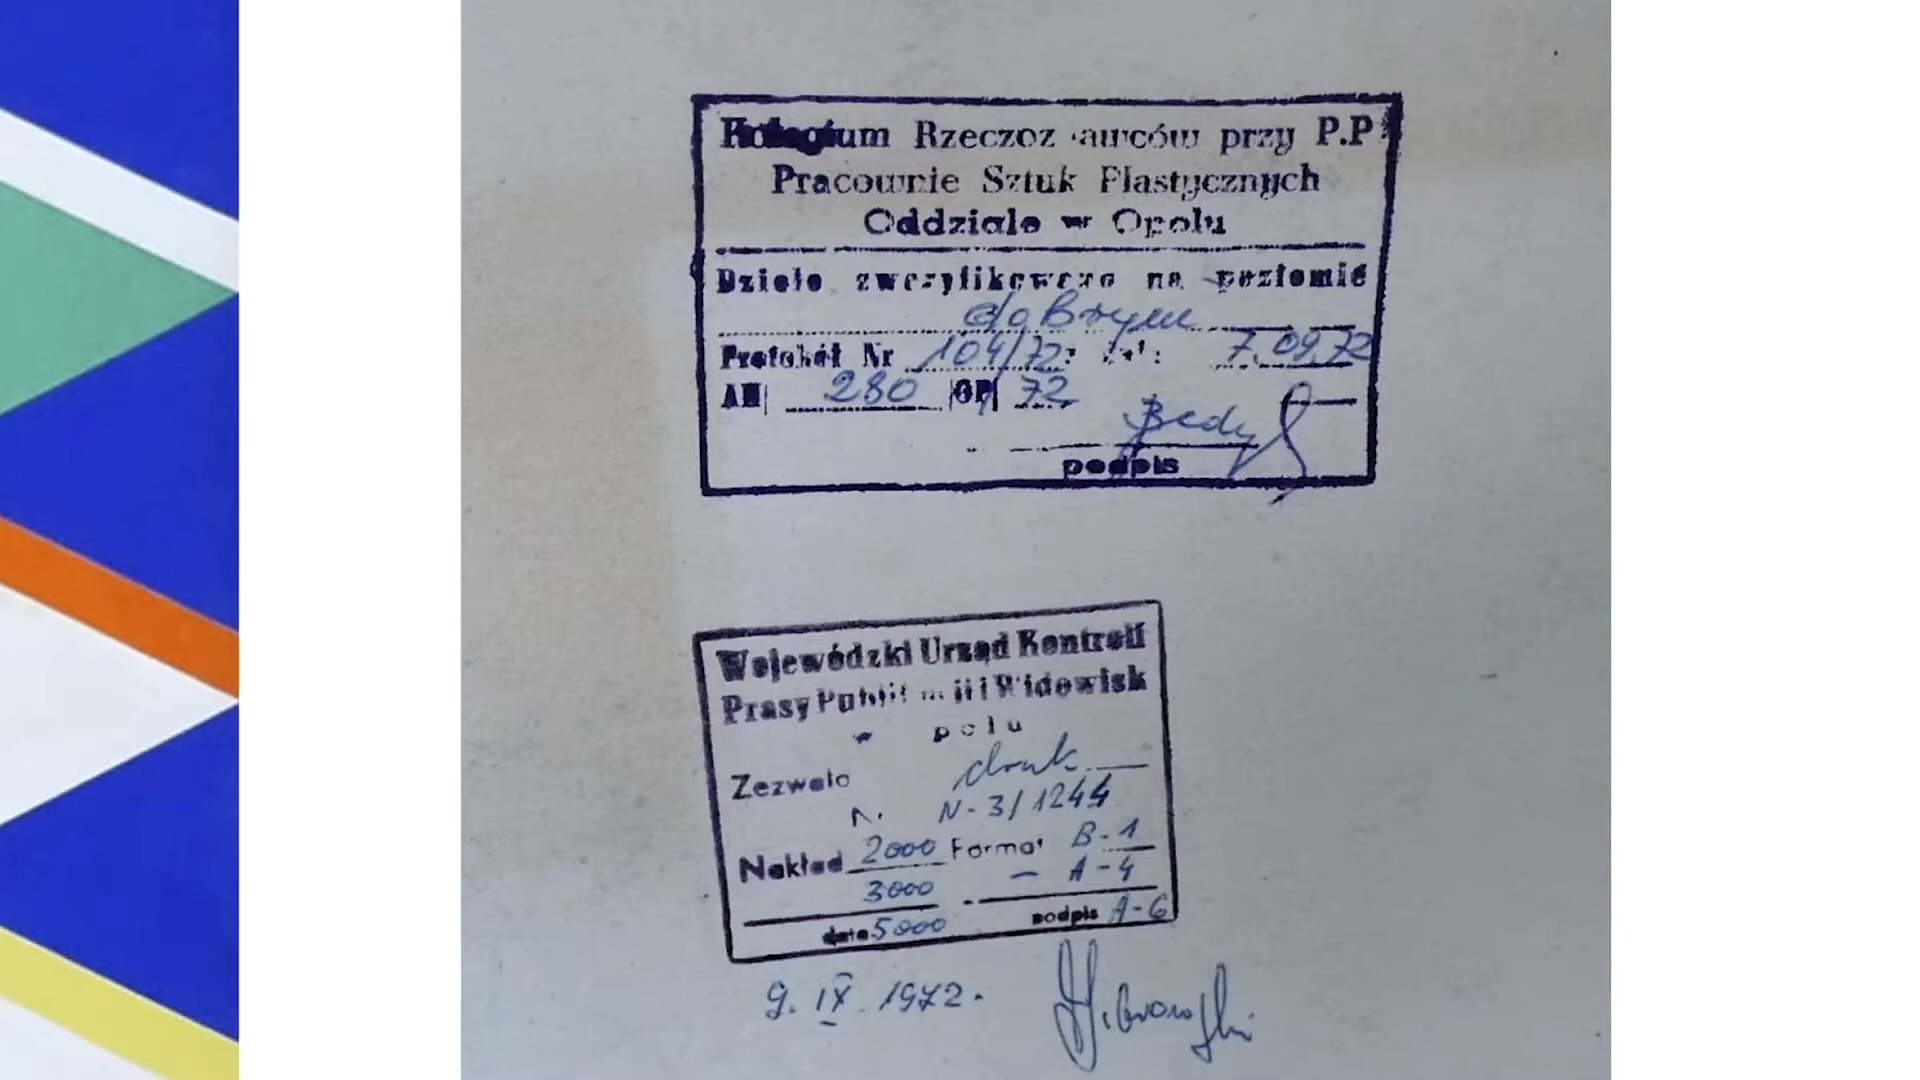 Kolegium Rzeczoz awców przy P.P
Pracownie Sztuk Plastycznych
Oddziale w Opolu
Dzieło zweryfikowano na poziomie
dobrym
Protokół Nr 104/72 7.09.72
280 72
podpis
Wojewódzki Urząd Kontroli
Prasy Widowisk
polu
Zezwala druk
N-3/1244
Nakład 2000 Format B-1
3000 A-4
data 5000 podpis A-6
9. IX. 1972.